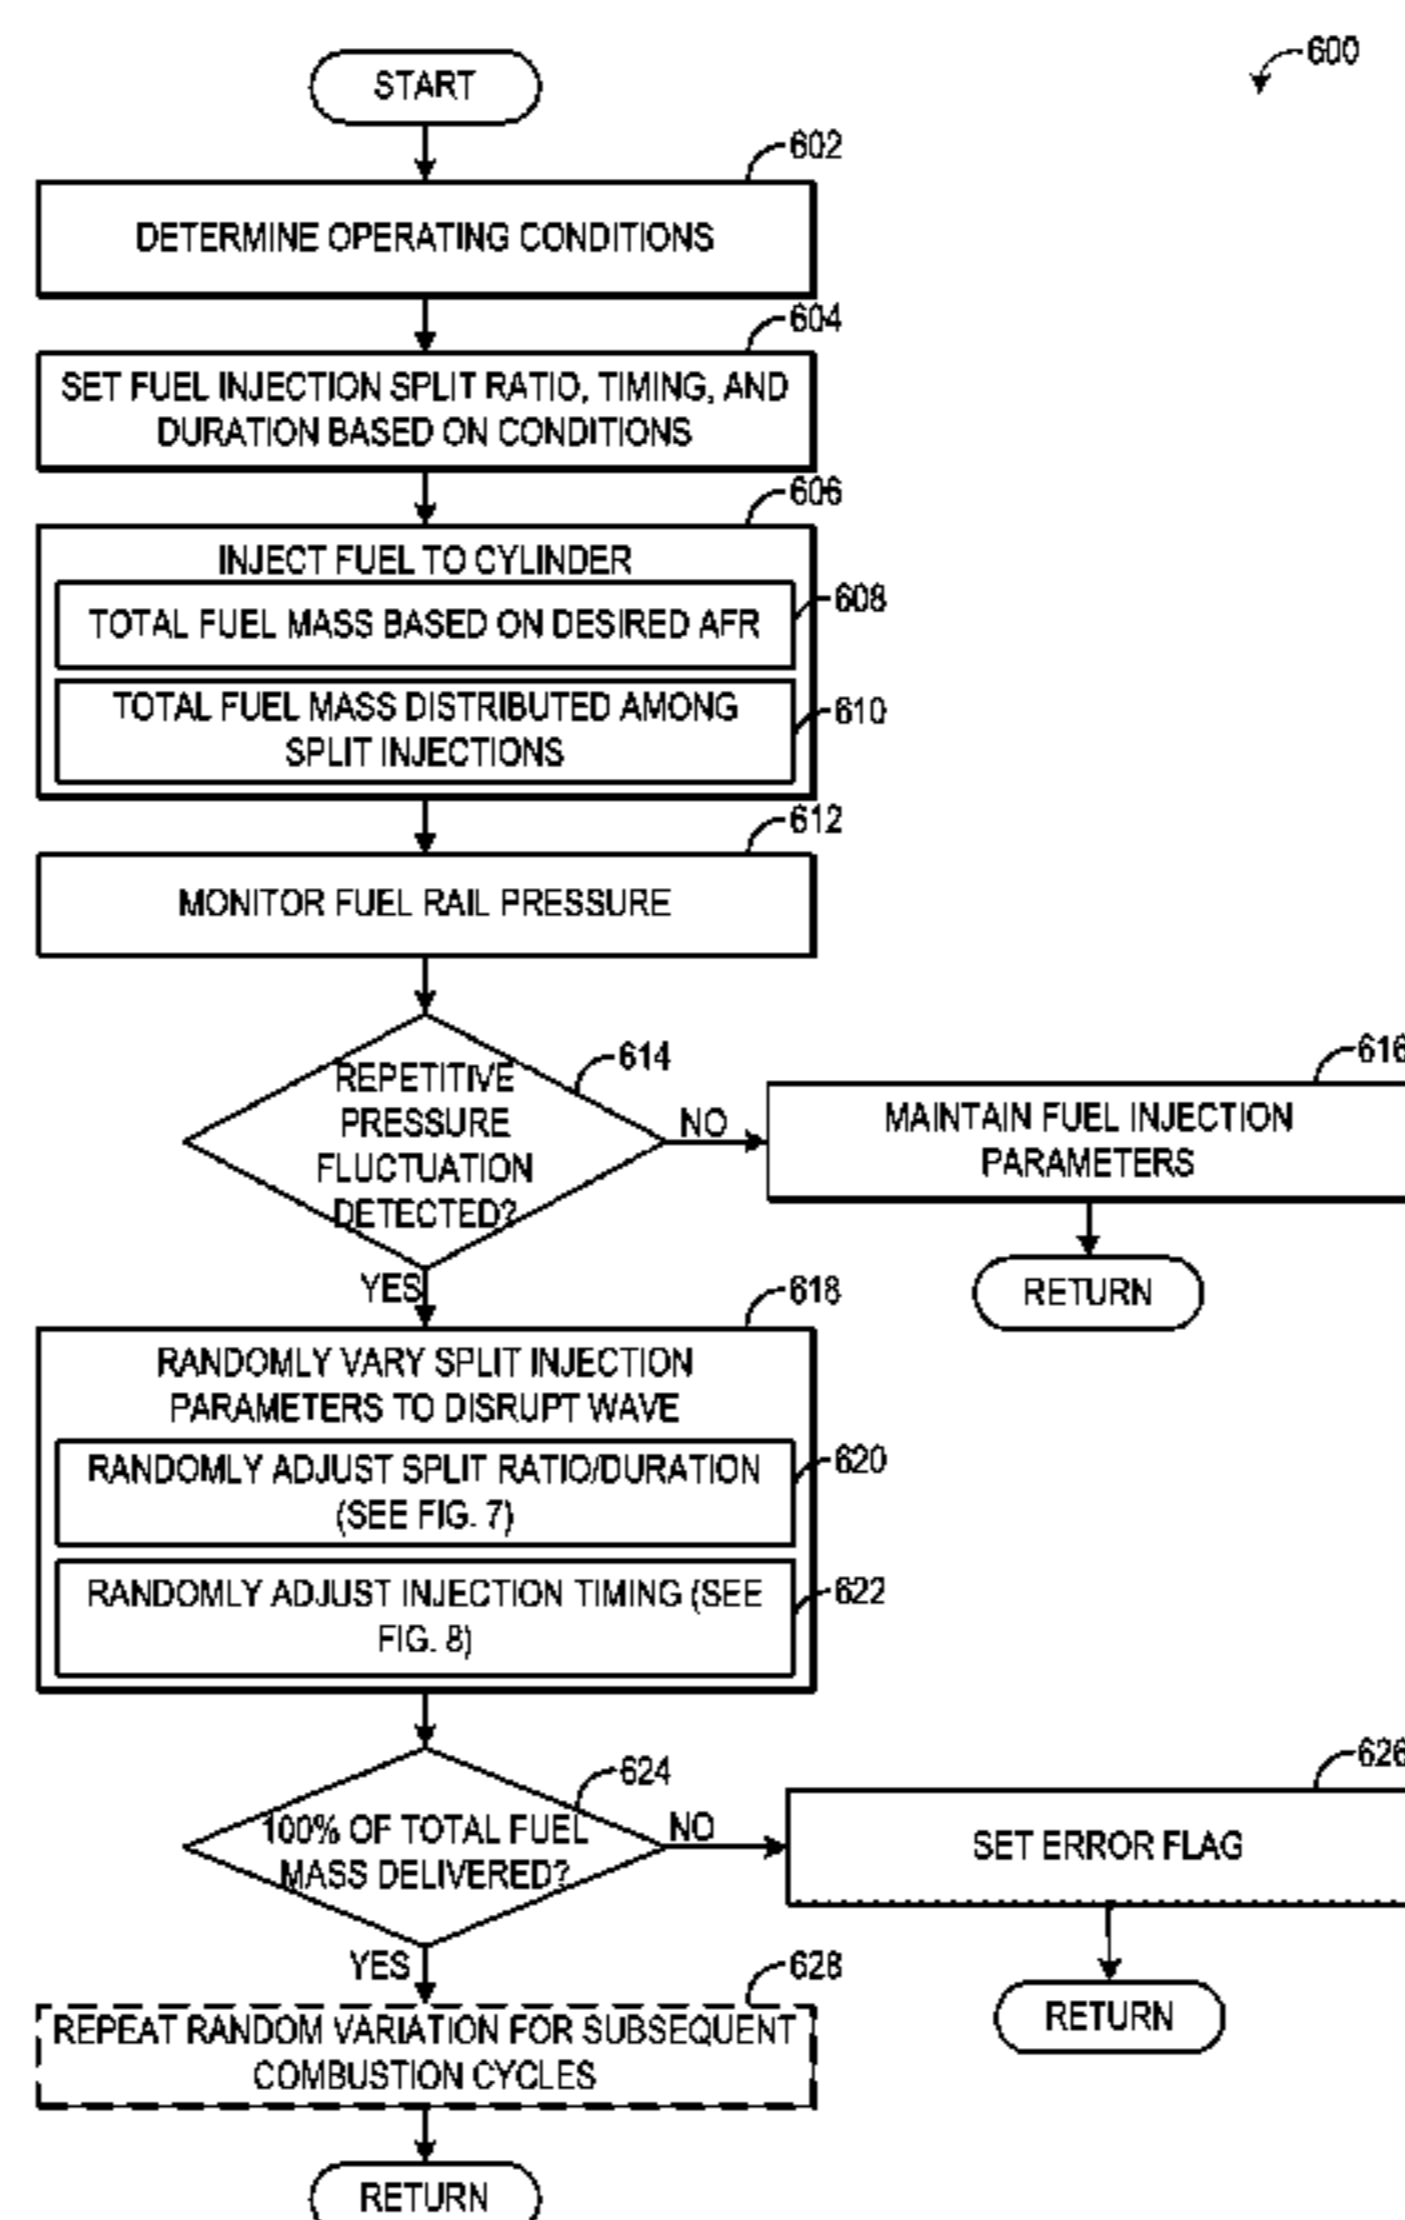 600
START
602
DETERMINE OPERATING CONDITIONS
604
SET FUEL INJECTION SPLIT RATIO, TIMING, AND
DURATION BASED ON CONDITIONS
606
INJECT FUEL TO CYLINDER
608
TOTAL FUEL MASS BASED ON DESIRED AFR
610
TOTAL FUEL MASS DISTRIBUTED AMONG
SPLIT INJECTIONS
612
MONITOR FUEL RAIL PRESSURE
614
REPETITIVE
PRESSURE
FLUCTUATION
DETECTED?
NO
616
MAINTAIN FUEL INJECTION
PARAMETERS
RETURN
YES
618
RANDOMLY VARY SPLIT INJECTION
PARAMETERS TO DISRUPT WAVE
620
RANDOMLY ADJUST SPLIT RATIO/DURATION
(SEE FIG. 7)
622
RANDOMLY ADJUST INJECTION TIMING (SEE
FIG. 8)
624
100% OF TOTAL FUEL
MASS DELIVERED?
NO
626
SET ERROR FLAG
RETURN
YES
628
REPEAT RANDOM VARIATION FOR SUBSEQUENT
COMBUSTION CYCLES
RETURN